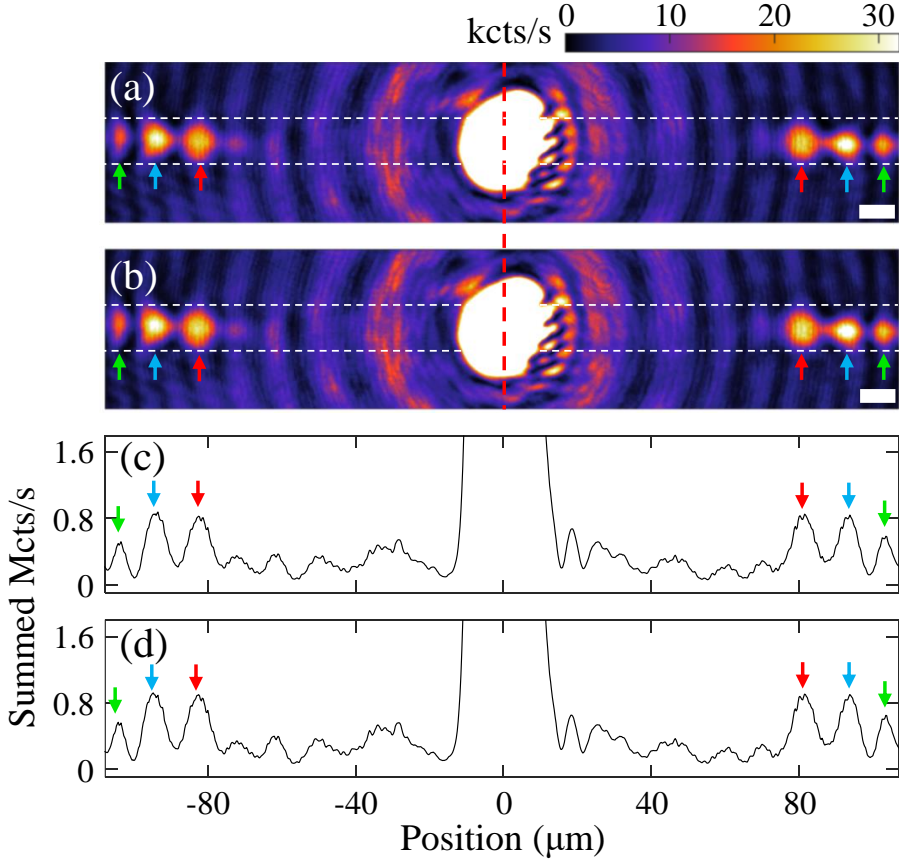 kcts/s 0 10 20 30
(a)
(b)
(c)
1.6
0.8
0
(d)
1.6
0.8
0
Summed Mcts/s
-80 -40 0 40 80
Position (μm)